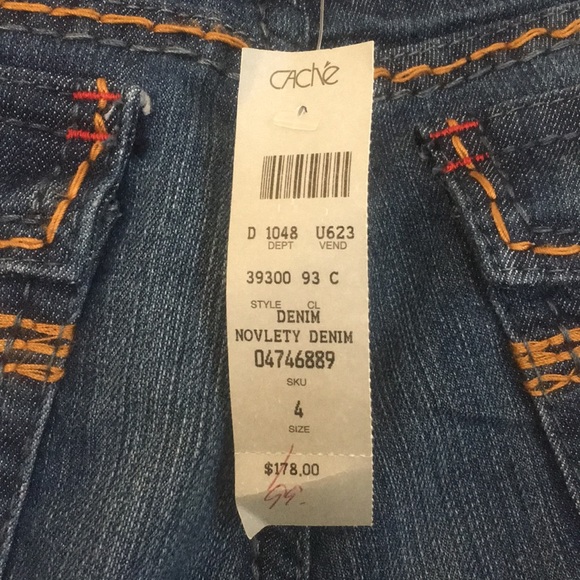 Caché
D 1048 U623
DEPT VEND
39300 93 C
STYLE CL
DENIM
NOVLETY DENIM
04746889
SKU
4
SIZE
$178.00